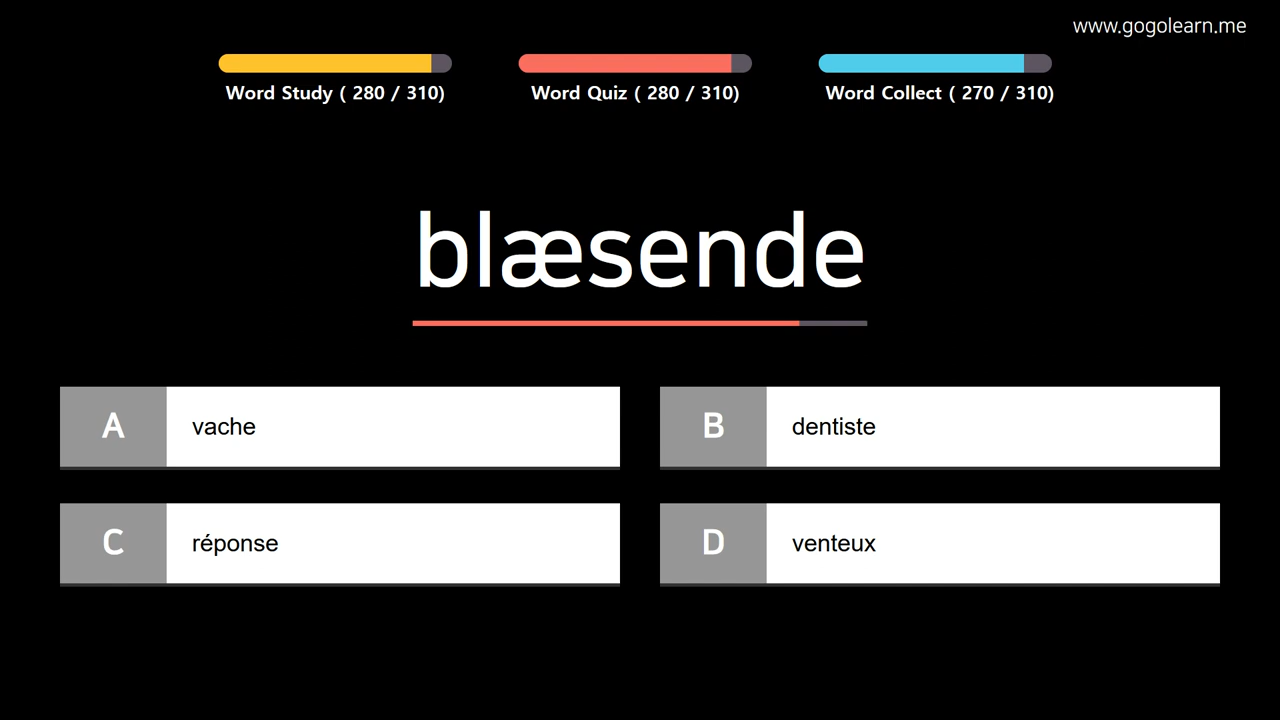 www.gogolearn.me
Word Study ( 280 / 310)
Word Quiz ( 280 / 310)
Word Collect ( 270 / 310)
blæsende
A
vache
B
dentiste
C
réponse
D
venteux